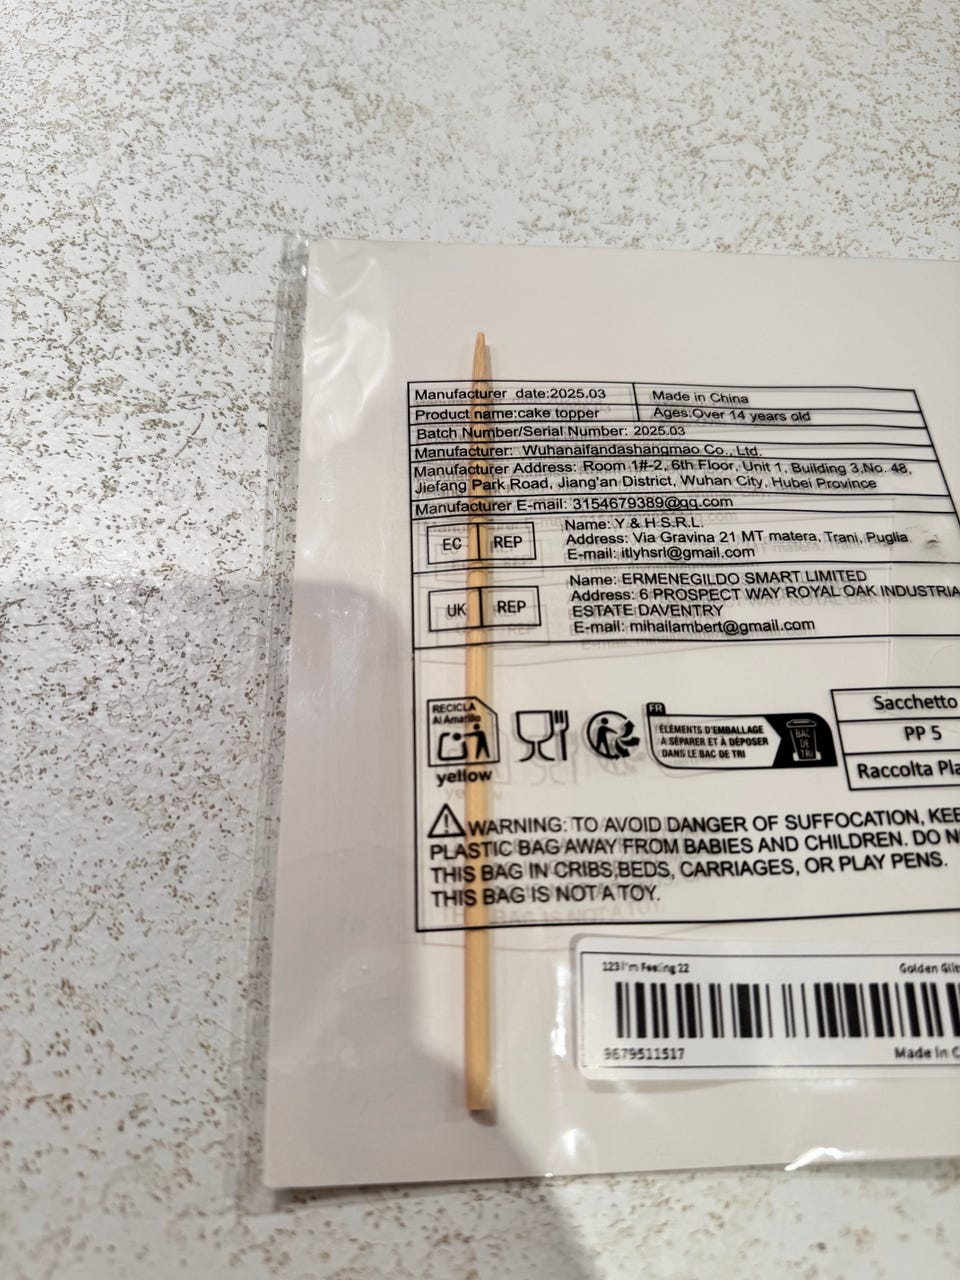 Manufacturer date:2025.03
Made in China
Product name:cake topper
Ages:Over 14 years old
Batch Number/Serial Number: 2025.03
Manufacturer: Wuhanaifandashangmao Co., Ltd.
Manufacturer Address: Room 1#-2, 6th Floor, Unit 1, Building 3,No. 48,
Jiefang Park Road, Jiang'an District, Wuhan City, Hubei Province
Manufacturer E-mail: 3154679389@qq.com
EC REP
Name: Y & H S.R.L.
Address: Via Gravina 21 MT matera, Trani, Puglia
E-mail: itlyhsrl@gmail.com
UK REP
Name: ERMENEGILDO SMART LIMITED
Address: 6 PROSPECT WAY ROYAL OAK INDUSTRIA
ESTATE DAVENTRY
E-mail: mihailambert@gmail.com
RECICLA
Al Amarillo
yellow
FR
ÉLÉMENTS D'EMBALLAGE
À SÉPARER ET À DÉPOSER
DANS LE BAC DE TRI
BAC
DE
TRI
Sacchetto
PP 5
Raccolta Pla
WARNING: TO AVOID DANGER OF SUFFOCATION, KEE
PLASTIC BAG AWAY FROM BABIES AND CHILDREN. DO N
THIS BAG IN CRIBS,BEDS, CARRIAGES, OR PLAY PENS.
THIS BAG IS NOT A TOY.
123 I'm Feeling 22
Golden Glit
9679511517
Made in C